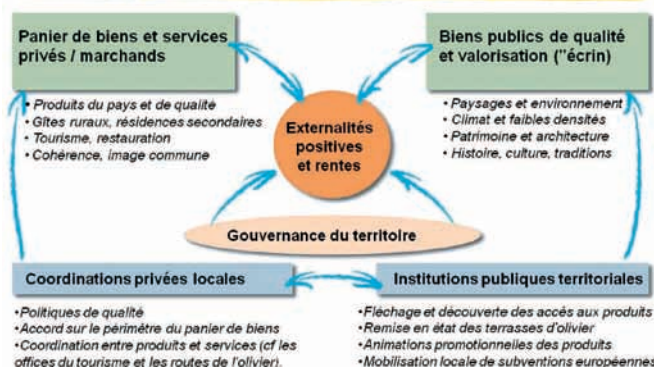 Panier de biens et services
privés / marchands
Biens publics de qualité
et valorisation ("écrin)
• Produits du pays et de qualité
• Gîtes ruraux, résidences secondaires
• Tourisme, restauration
• Cohérence, image commune
Externalités
positives
et rentes
• Paysages et environnement
• Climat et faibles densités
• Patrimoine et architecture
• Histoire, culture, traditions
Gouvernance du territoire
Coordinations privées locales
Institutions publiques territoriales
•Politiques de qualité
•Accord sur le périmètre du panier de biens
•Coordination entre produits et services (cf les
offices du tourisme et les routes de l'olivier).
•Fléchage et découverte des accès aux produits
•Remise en état des terrasses d'olivier
•Animations promotionnelles des produits
•Mobilisation locale de subventions européennes